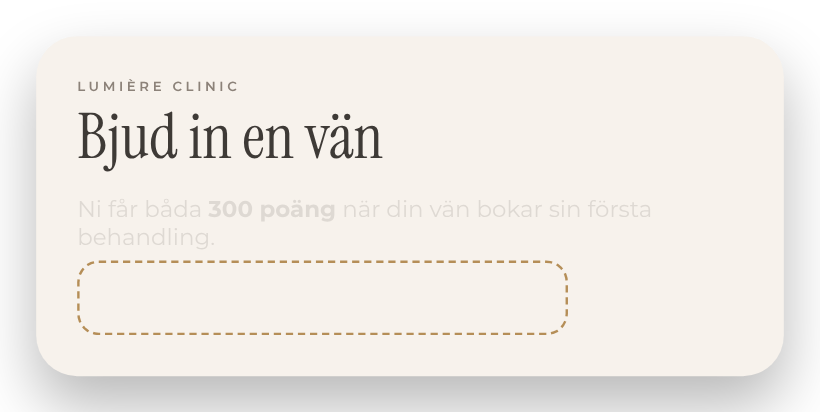 LUMIÈRE CLINIC
Bjud in en vän
Ni får båda 300 poäng när din vän bokar sin första
behandling.